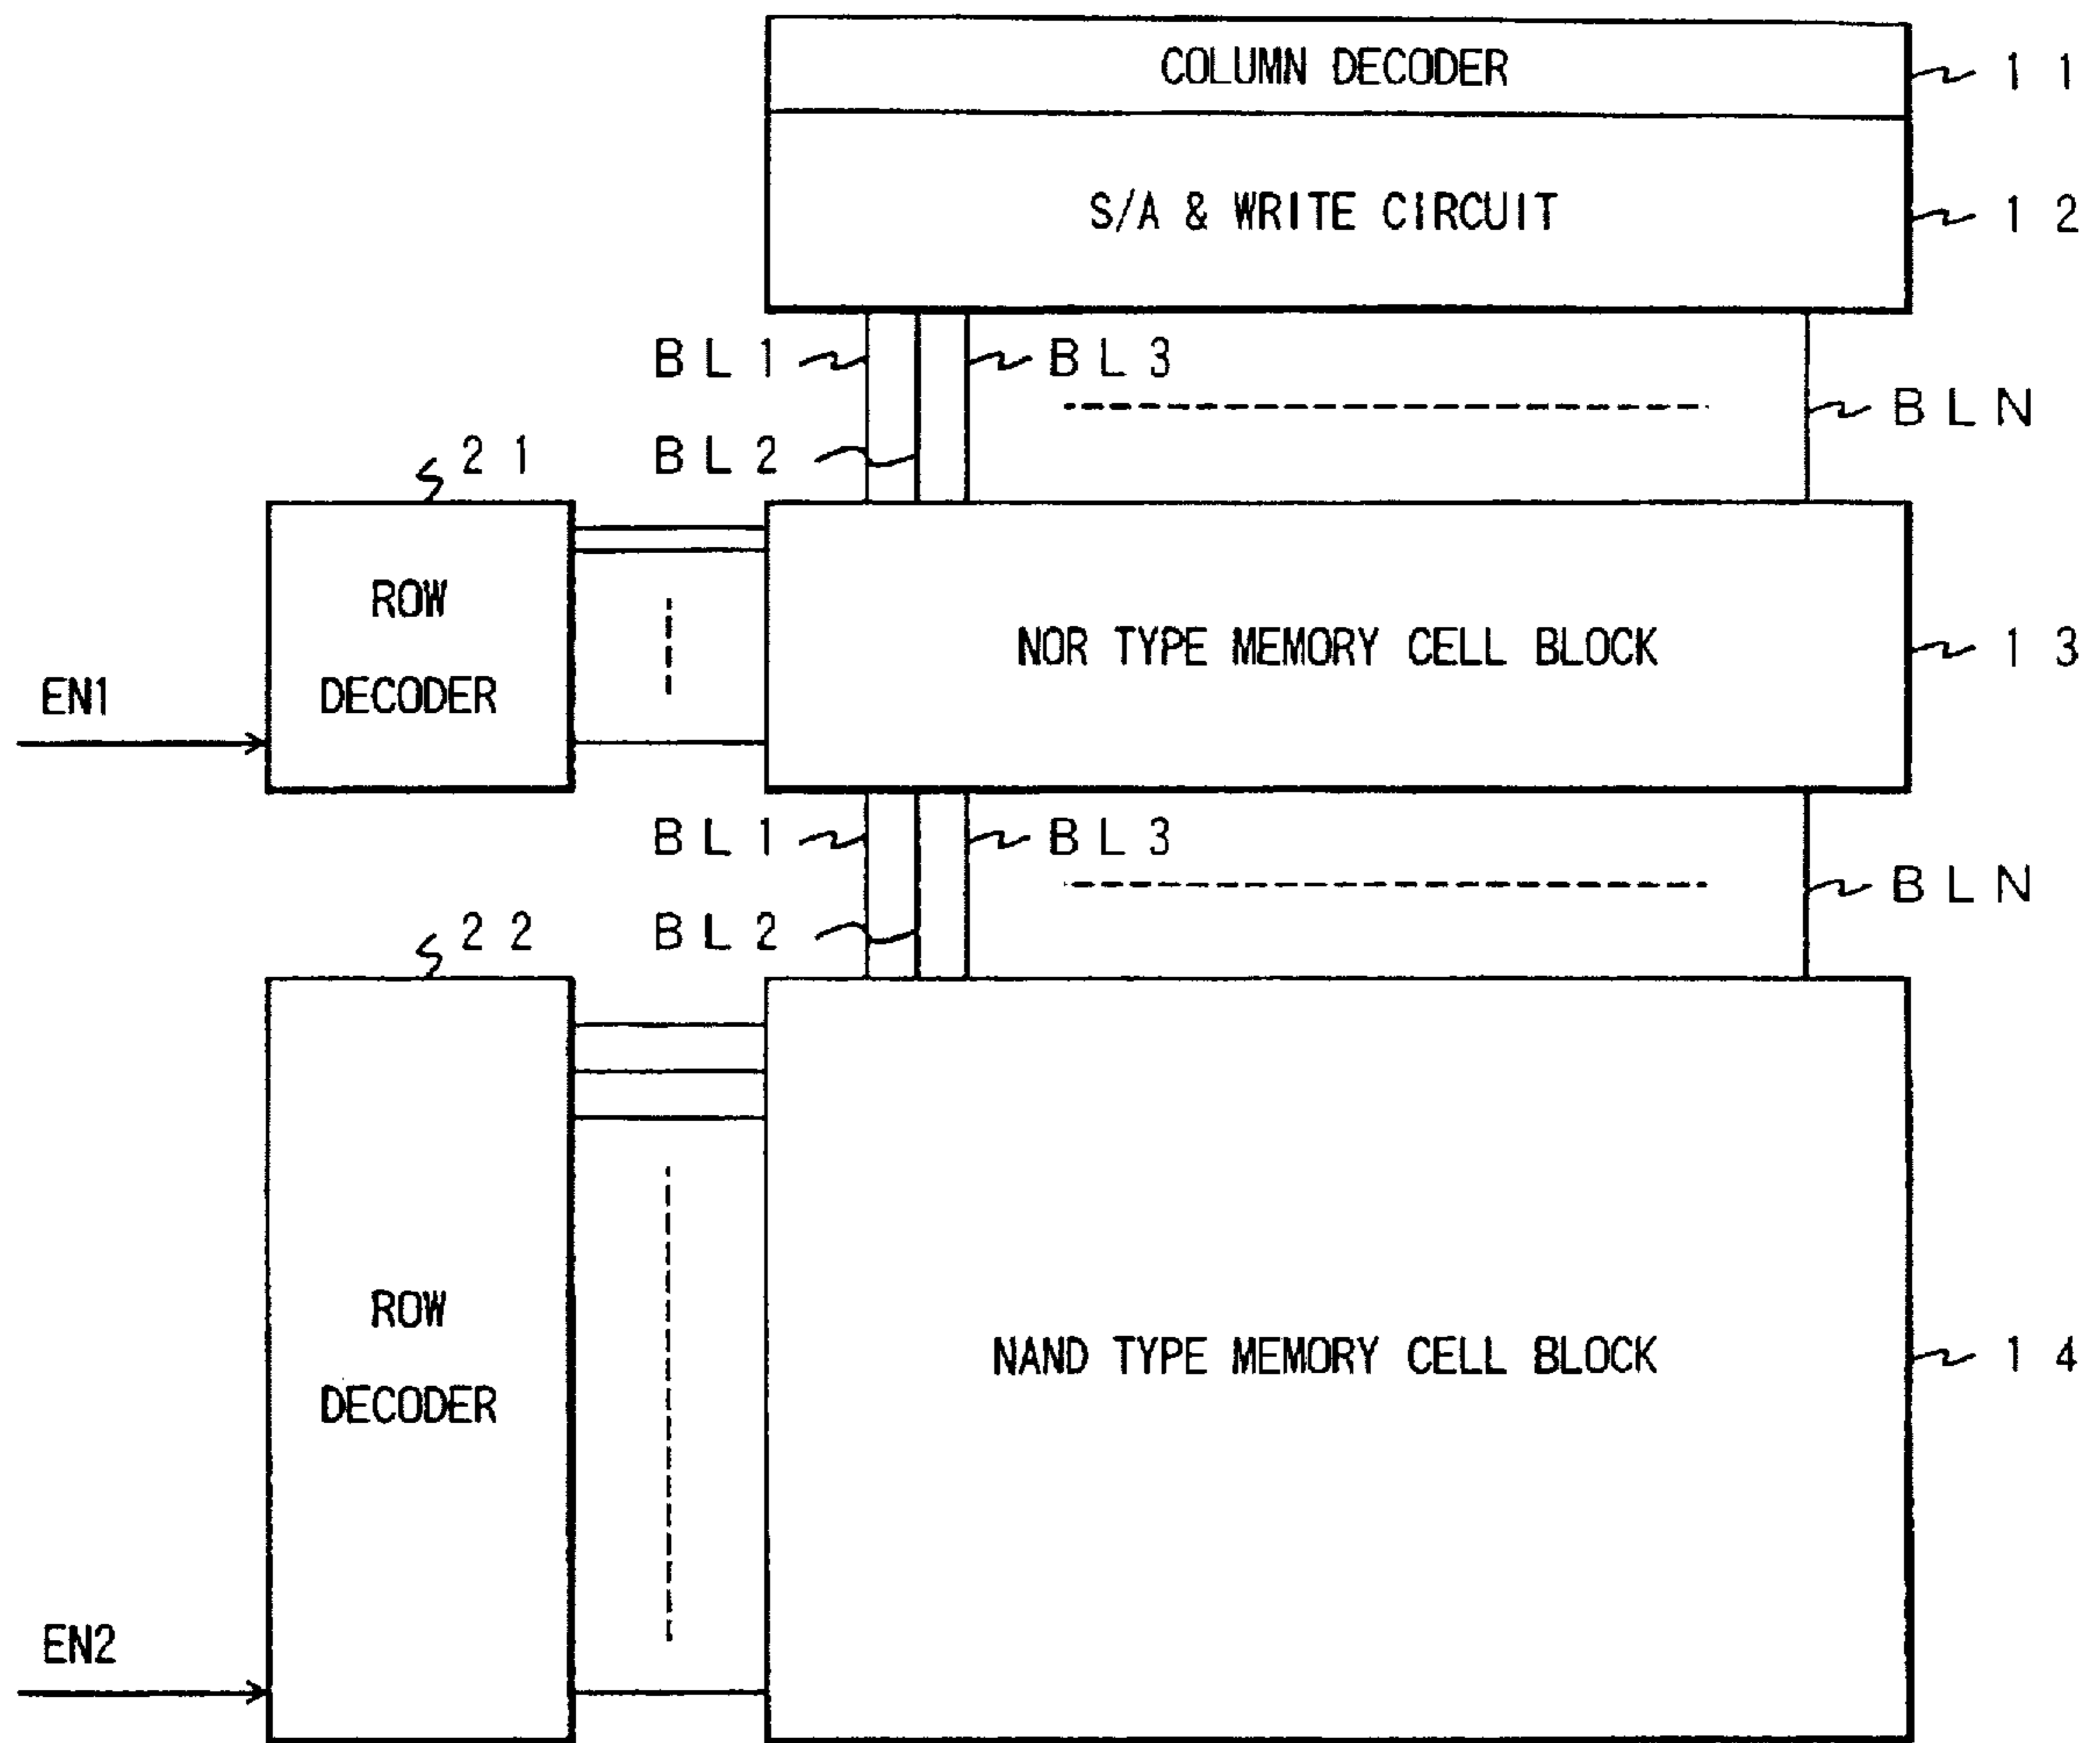 COLUMN DECODER
11
S/A & WRITE CIRCUIT
12
BL1
BL3
BLN
BL2
21
ROW
DECODER
EN1
NOR TYPE MEMORY CELL BLOCK
13
BL1
BL3
BLN
BL2
22
ROW
DECODER
EN2
NAND TYPE MEMORY CELL BLOCK
14